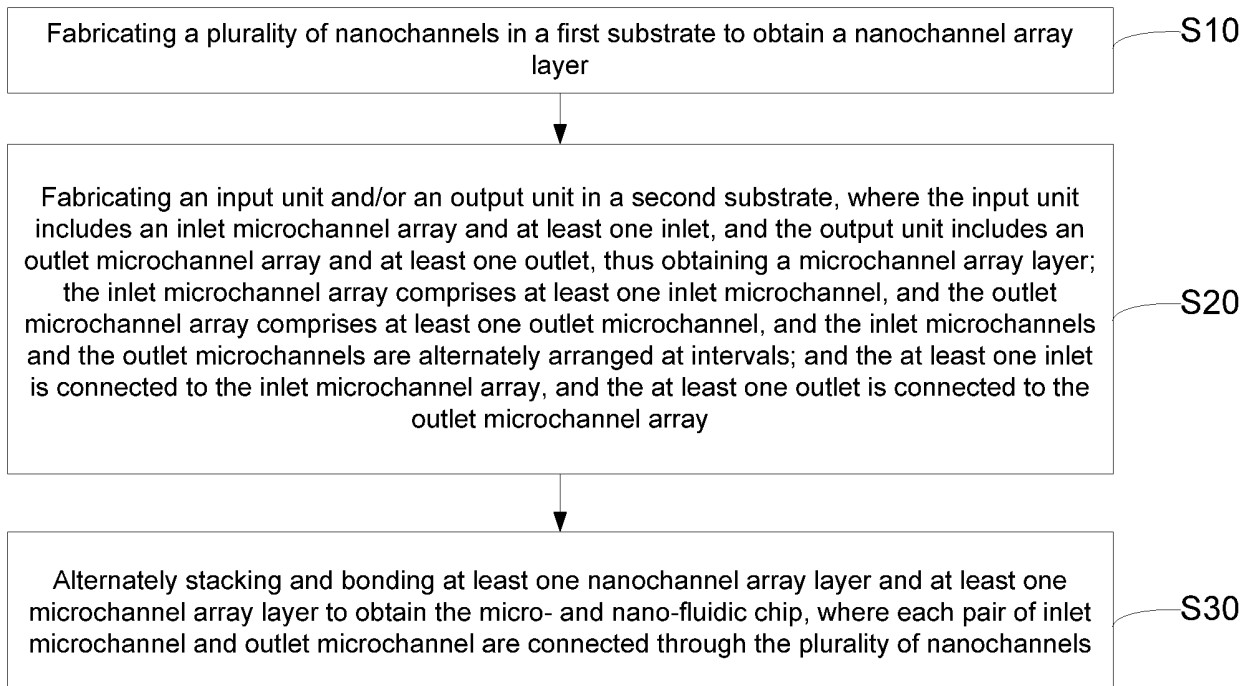 Fabricating a plurality of nanochannels in a first substrate to obtain a nanochannel array
layer
S10
Fabricating an input unit and/or an output unit in a second substrate, where the input unit
includes an inlet microchannel array and at least one inlet, and the output unit includes an
outlet microchannel array and at least one outlet, thus obtaining a microchannel array layer;
the inlet microchannel array comprises at least one inlet microchannel, and the outlet
microchannel array comprises at least one outlet microchannel, and the inlet microchannels
and the outlet microchannels are alternately arranged at intervals; and the at least one inlet
is connected to the inlet microchannel array, and the at least one outlet is connected to the
outlet microchannel array
S20
Alternately stacking and bonding at least one nanochannel array layer and at least one
microchannel array layer to obtain the micro- and nano-fluidic chip, where each pair of inlet
microchannel and outlet microchannel are connected through the plurality of nanochannels
S30